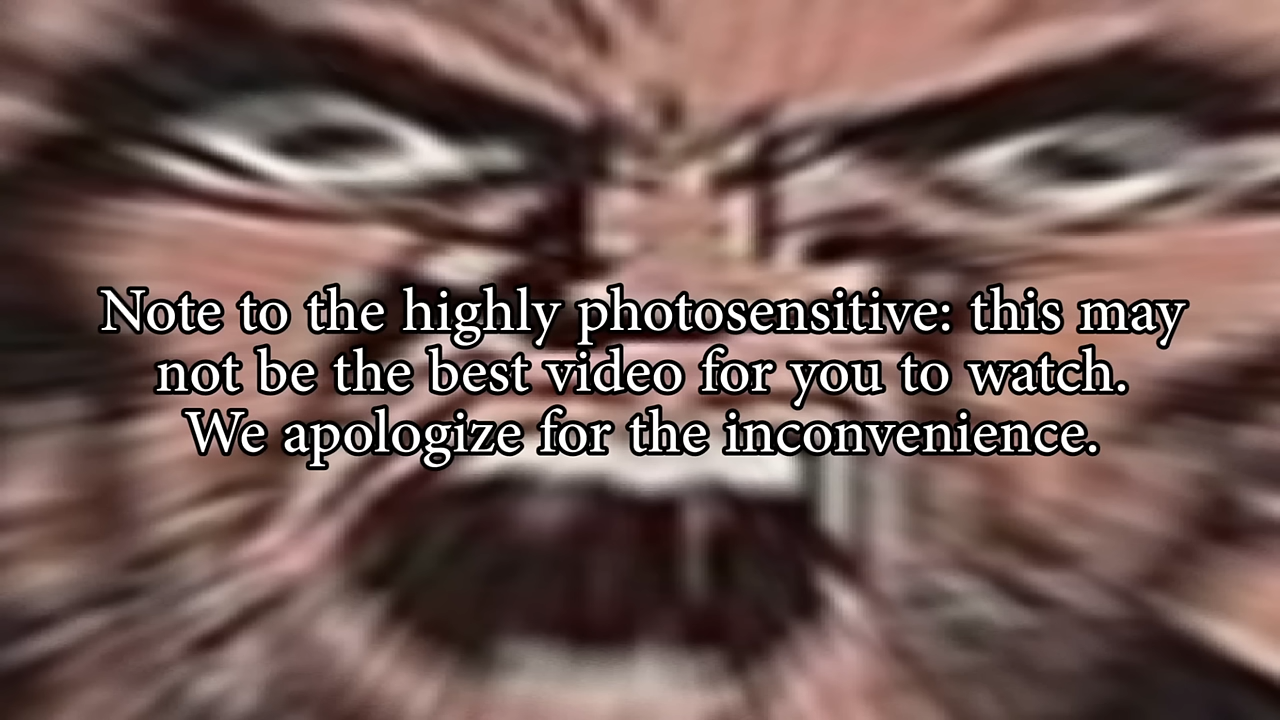 Note to the highly photosensitive: this may
not be the best video for you to watch.
We apologize for the inconvenience.